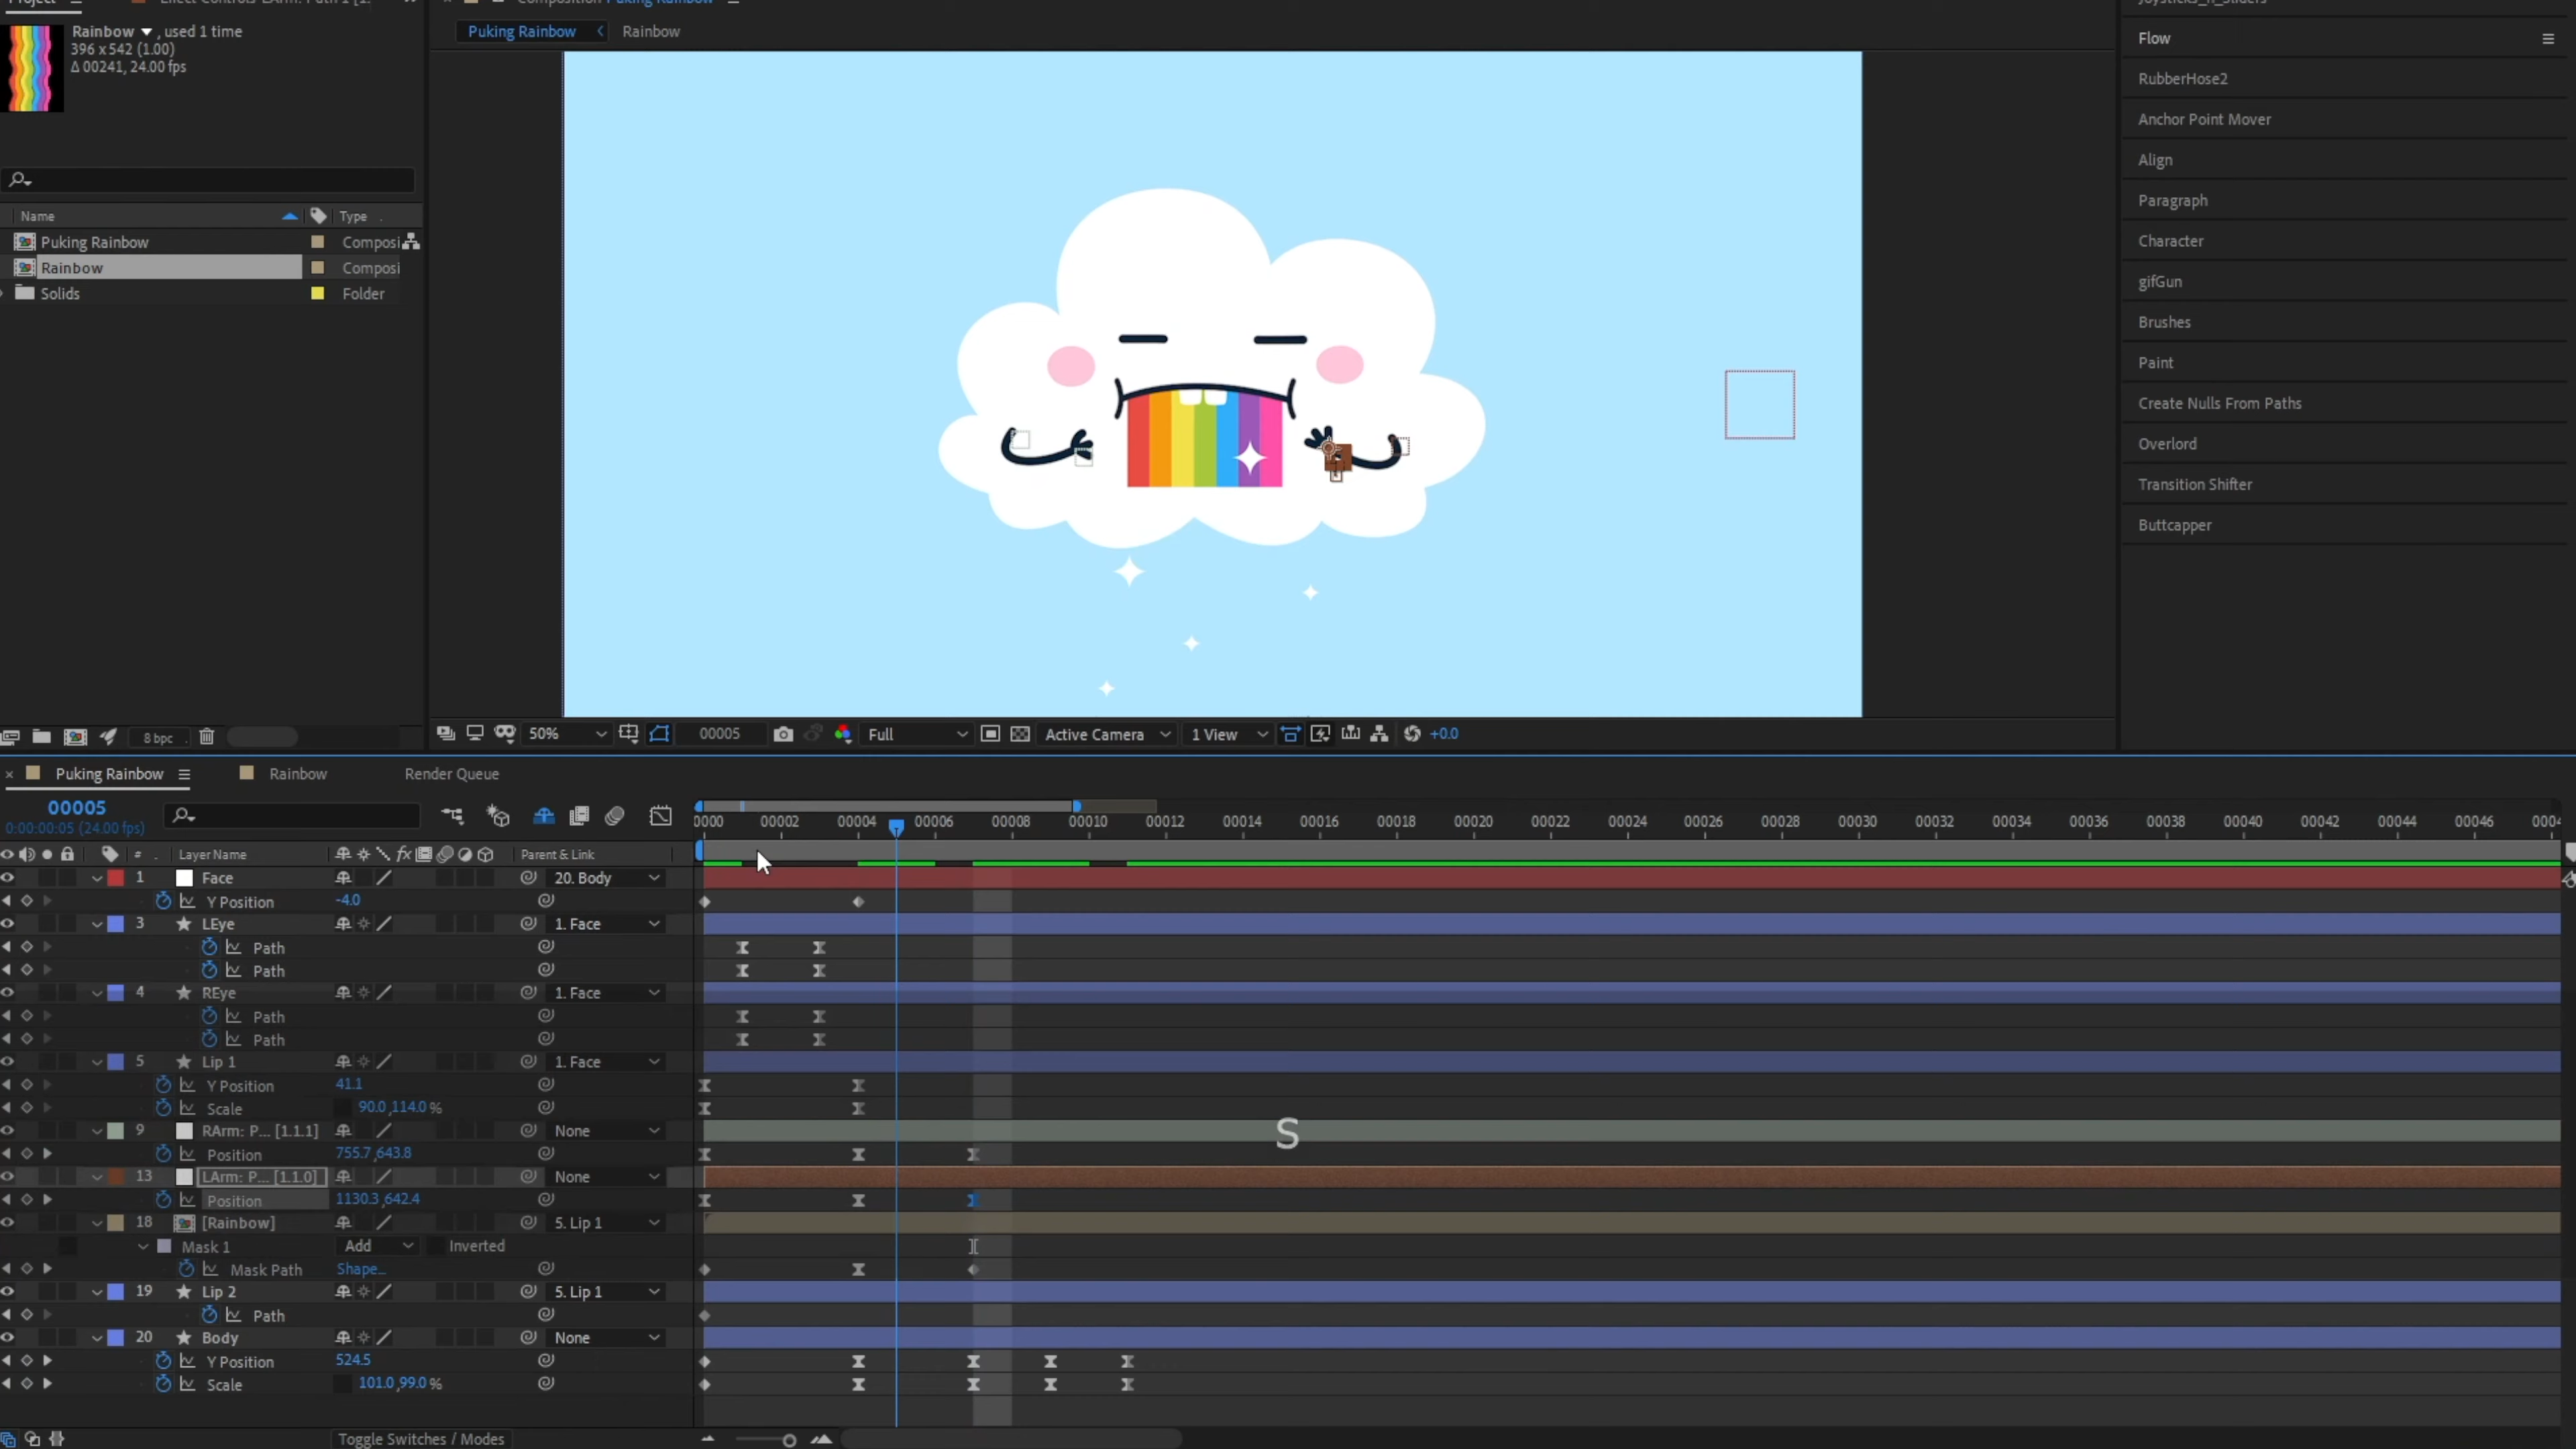 Project
Effect Controls LArm: Path 1 [1.
Composition Puking Rainbow
Joysticks_n_Sliders
Rainbow , used 1 time
396 x 542 (1.00)
Δ 00241, 24.00 fps
Puking Rainbow
Rainbow
Name
Type
Puking Rainbow
Composi
Rainbow
Composi
Solids
Folder
Flow
RubberHose2
Anchor Point Mover
Align
Paragraph
Character
gifGun
Brushes
Paint
Create Nulls From Paths
Overlord
Transition Shifter
Buttcapper
8 bpc
50%
00005
Full
Active Camera
1 View
+0.0
Puking Rainbow
Rainbow
Render Queue
00005
0:00:00:05 (24.00 fps)
0000 00002 00004 00006 00008 00010 00012 00014 00016 00018 00020 00022 00024 00026 00028 00030 00032 00034 00036 00038 00040 00042 00044 00046 0004
# Layer Name fx Parent & Link
1 Face 20. Body
Y Position -4.0
3 LEye 1. Face
Path
Path
4 REye 1. Face
Path
Path
5 Lip 1 1. Face
Y Position 41.1
Scale 90.0,114.0 %
9 RArm: P... [1.1.1] None
Position 755.7,643.8
13 LArm: P... [1.1.0] None
Position 1130.3,642.4
18 [Rainbow] 5. Lip 1
Mask 1 Add Inverted
Mask Path Shape...
19 Lip 2 5. Lip 1
Path
20 Body None
Y Position 524.5
Scale 101.0,99.0 %
S
Toggle Switches / Modes